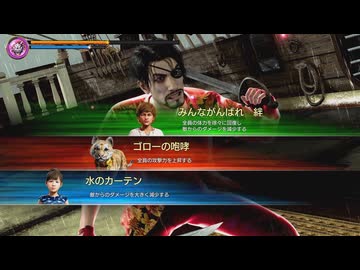 みんながんばれ 絆
全員の体力を徐々に回復し
敵からのダメージを減少する
ゴローの咆哮
全員の攻撃力を上昇する
水のカーテン
敵からのダメージを大きく減少する